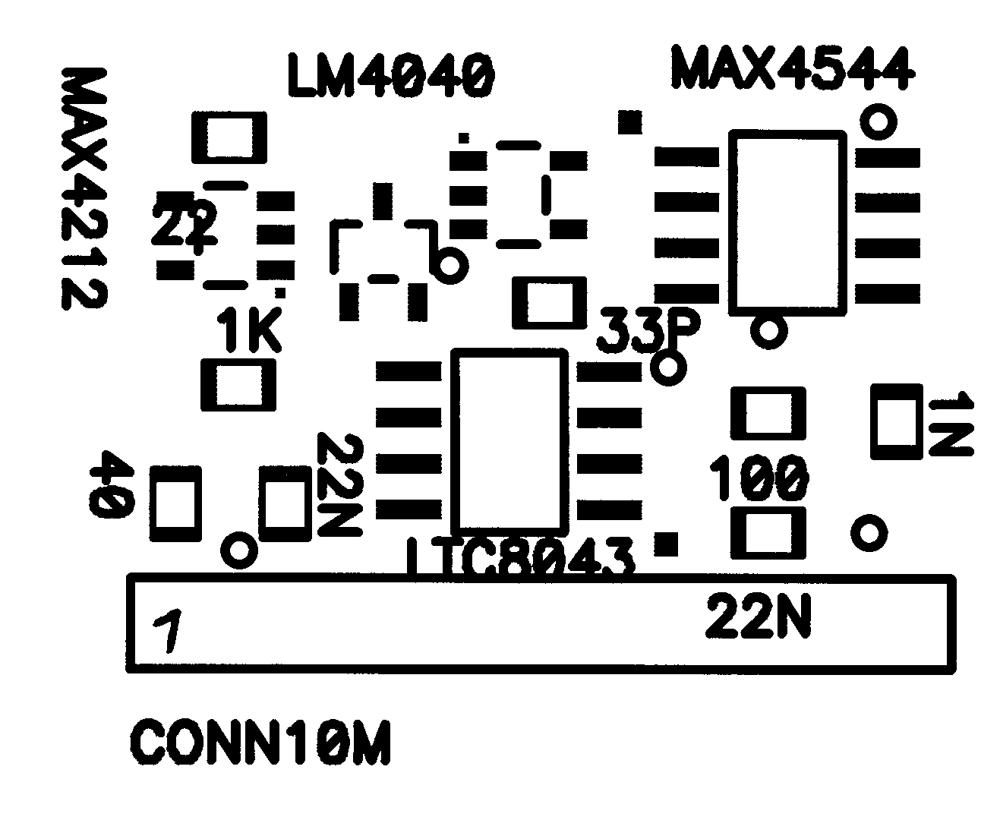 LM4040
MAX4544
MAX4212
22
1K
33P
1N
22N
40
100
LTC8043
1
22N
CONN10M